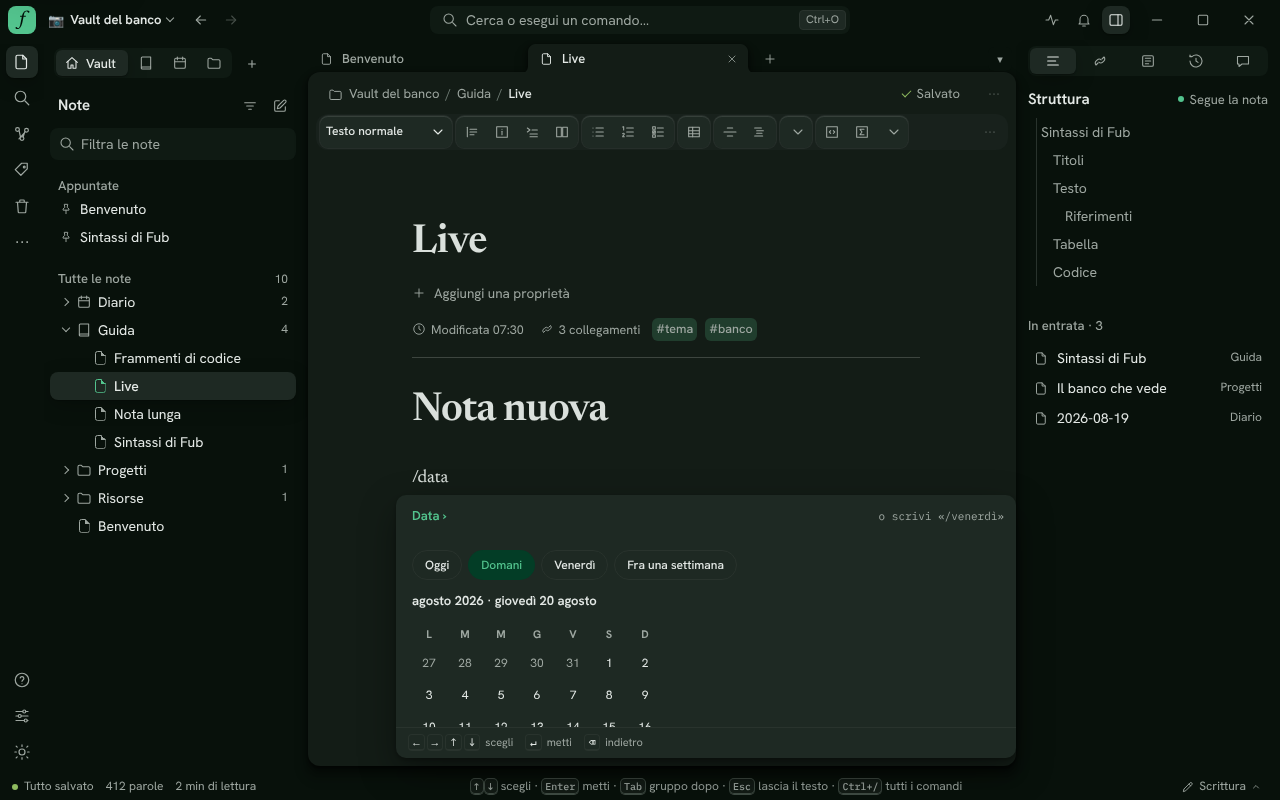 f
Vault del banco
Cerca o esegui un comando…
Ctrl+O
Vault
Benvenuto
Live
Note
Filtra le note
Appuntate
Benvenuto
Sintassi di Fub
Tutte le note 10
Diario 2
Guida 4
Frammenti di codice
Live
Nota lunga
Sintassi di Fub
Progetti 1
Risorse 1
Benvenuto
Vault del banco / Guida / Live
Salvato
Testo normale
Live
Aggiungi una proprietà
Modificata 07:30 3 collegamenti #tema #banco
Nota nuova
/data
Data ›
o scrivi «/venerdì»
Oggi Domani Venerdì Fra una settimana
agosto 2026 · giovedì 20 agosto
L M M G V S D
27 28 29 30 31 1 2
3 4 5 6 7 8 9
10 11 12 13 14 15 16
← → ↑ ↓ scegli ↵ metti ⌫ indietro
Struttura
Segue la nota
Sintassi di Fub
Titoli
Testo
Riferimenti
Tabella
Codice
In entrata · 3
Sintassi di Fub Guida
Il banco che vede Progetti
2026-08-19 Diario
Tutto salvato 412 parole 2 min di lettura
↑ ↓ scegli · Enter metti · Tab gruppo dopo · Esc lascia il testo · Ctrl+/ tutti i comandi
Scrittura